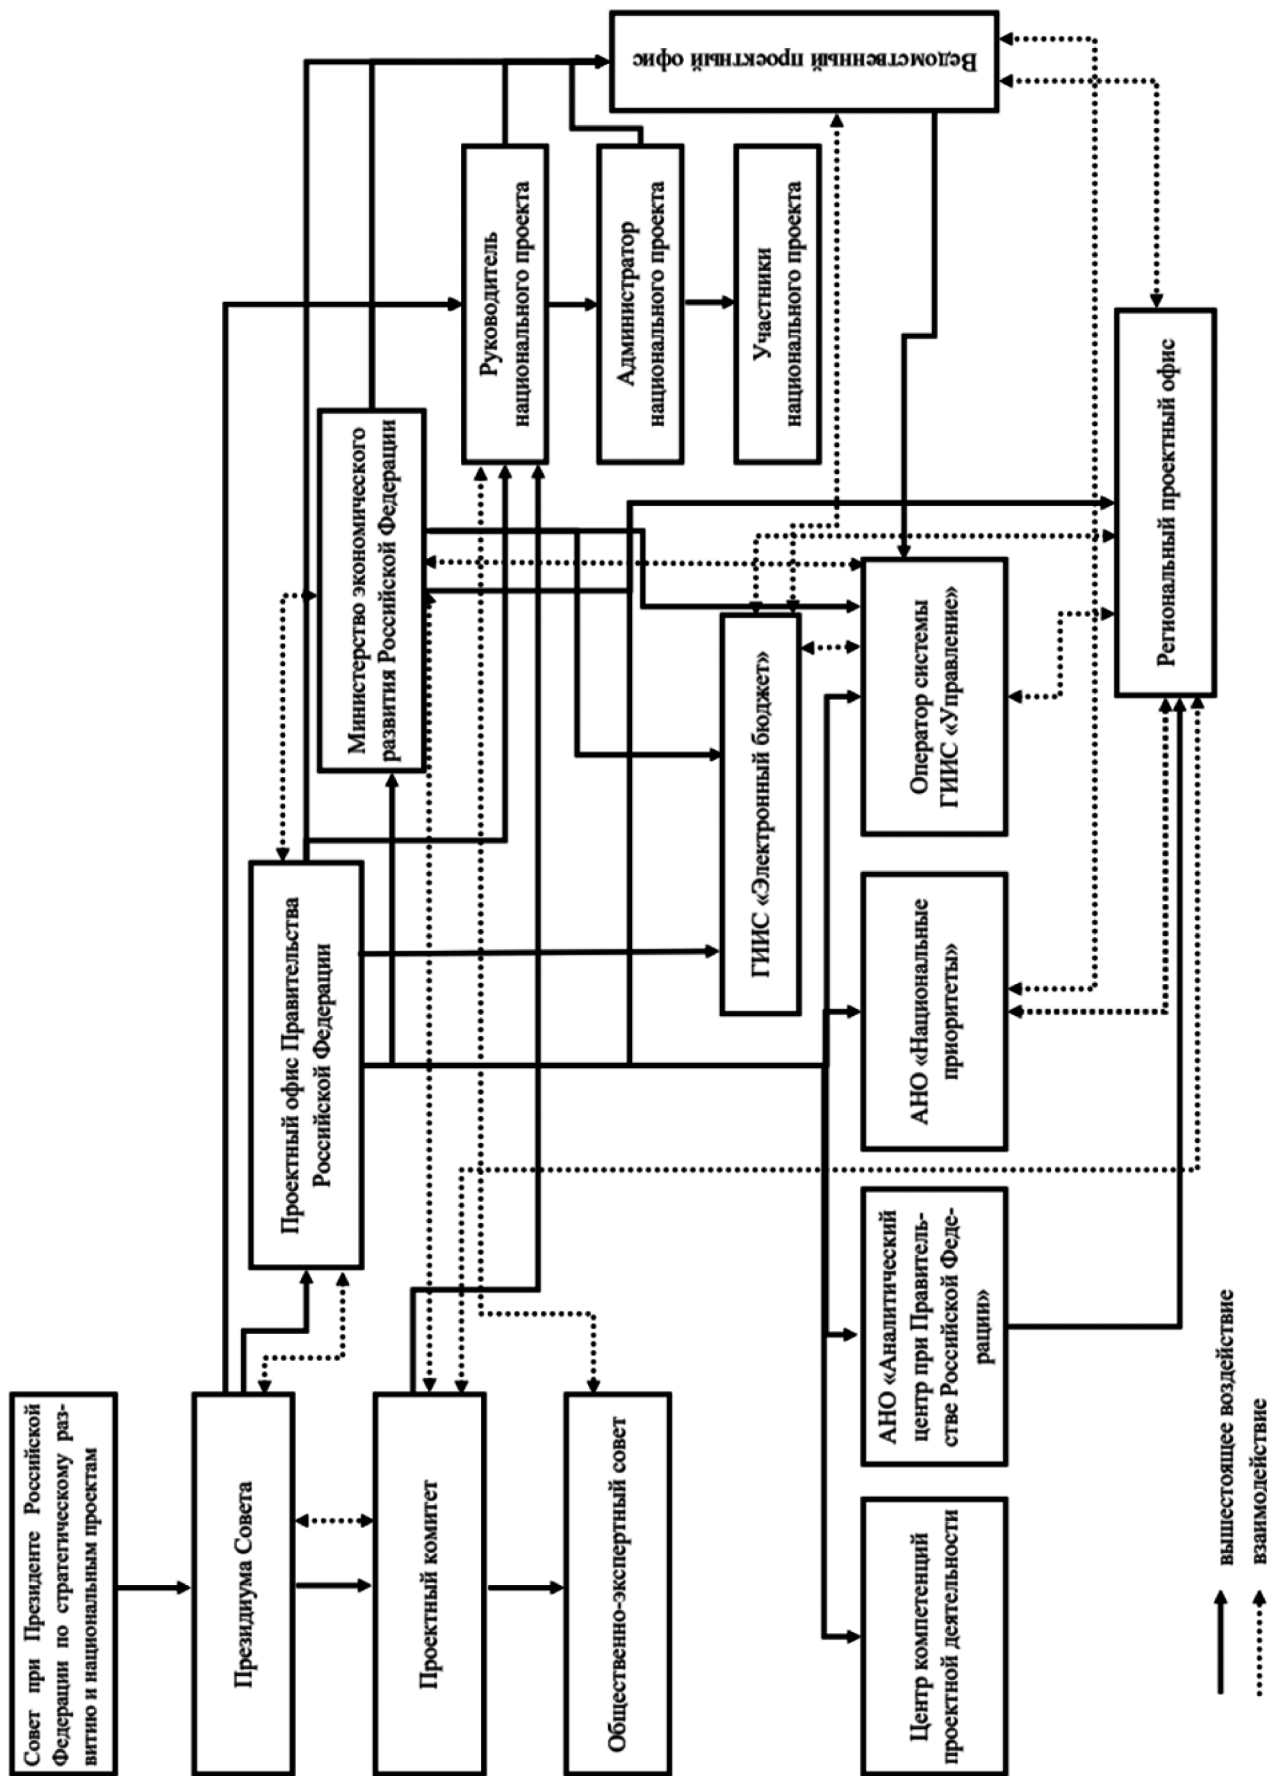 Совет при Президенте Российской
Федерации по стратегическому раз-
витию и национальным проектам
Президиума Совета
Проектный комитет
Общественно-экспертный совет
Проектный офис Правительства
Российской Федерации
Министерство экономического
развития Российской Федерации
Руководитель
национального проекта
Администратор
национального проекта
Участники
национального проекта
Ведомственный проектный офис
ГИИС «Электронный бюджет»
Центр компетенций
проектной деятельности
АНО «Аналитический
центр при Правитель-
стве Российской Феде-
рации»
АНО «Национальные
приоритеты»
Оператор системы
ГИИС «Управление»
Региональный проектный офис
вышестоящее воздействие
взаимодействие